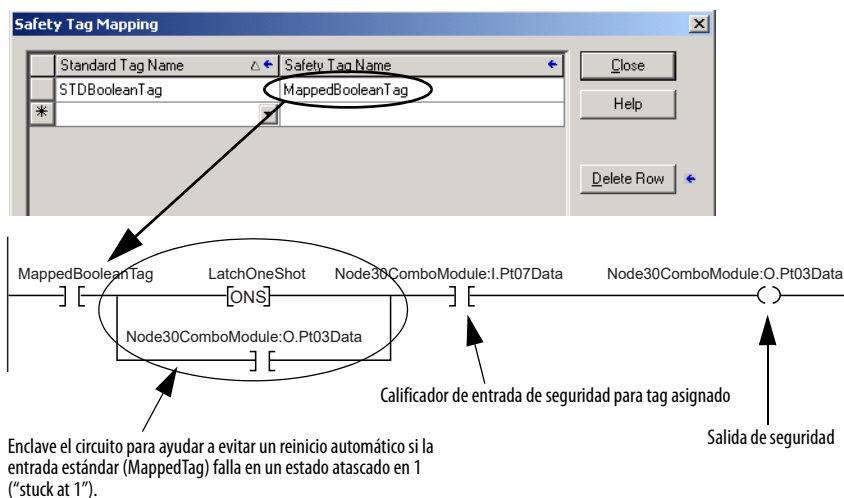 Safety Tag Mapping
Standard Tag Name
Safety Tag Name
Close
STDBooleanTag
MappedBooleanTag
Help
*
Delete Row
MappedBooleanTag
LatchOneShot
Node30ComboModule:I.Pt07Data
Node30ComboModule:O.Pt03Data
ONS
Node30ComboModule:O.Pt03Data
Calificador de entrada de seguridad para tag asignado
Salida de seguridad
Enclave el circuito para ayudar a evitar un reinicio automático si la
entrada estándar (MappedTag) falla en un estado atascado en 1
(“stuck at 1”).